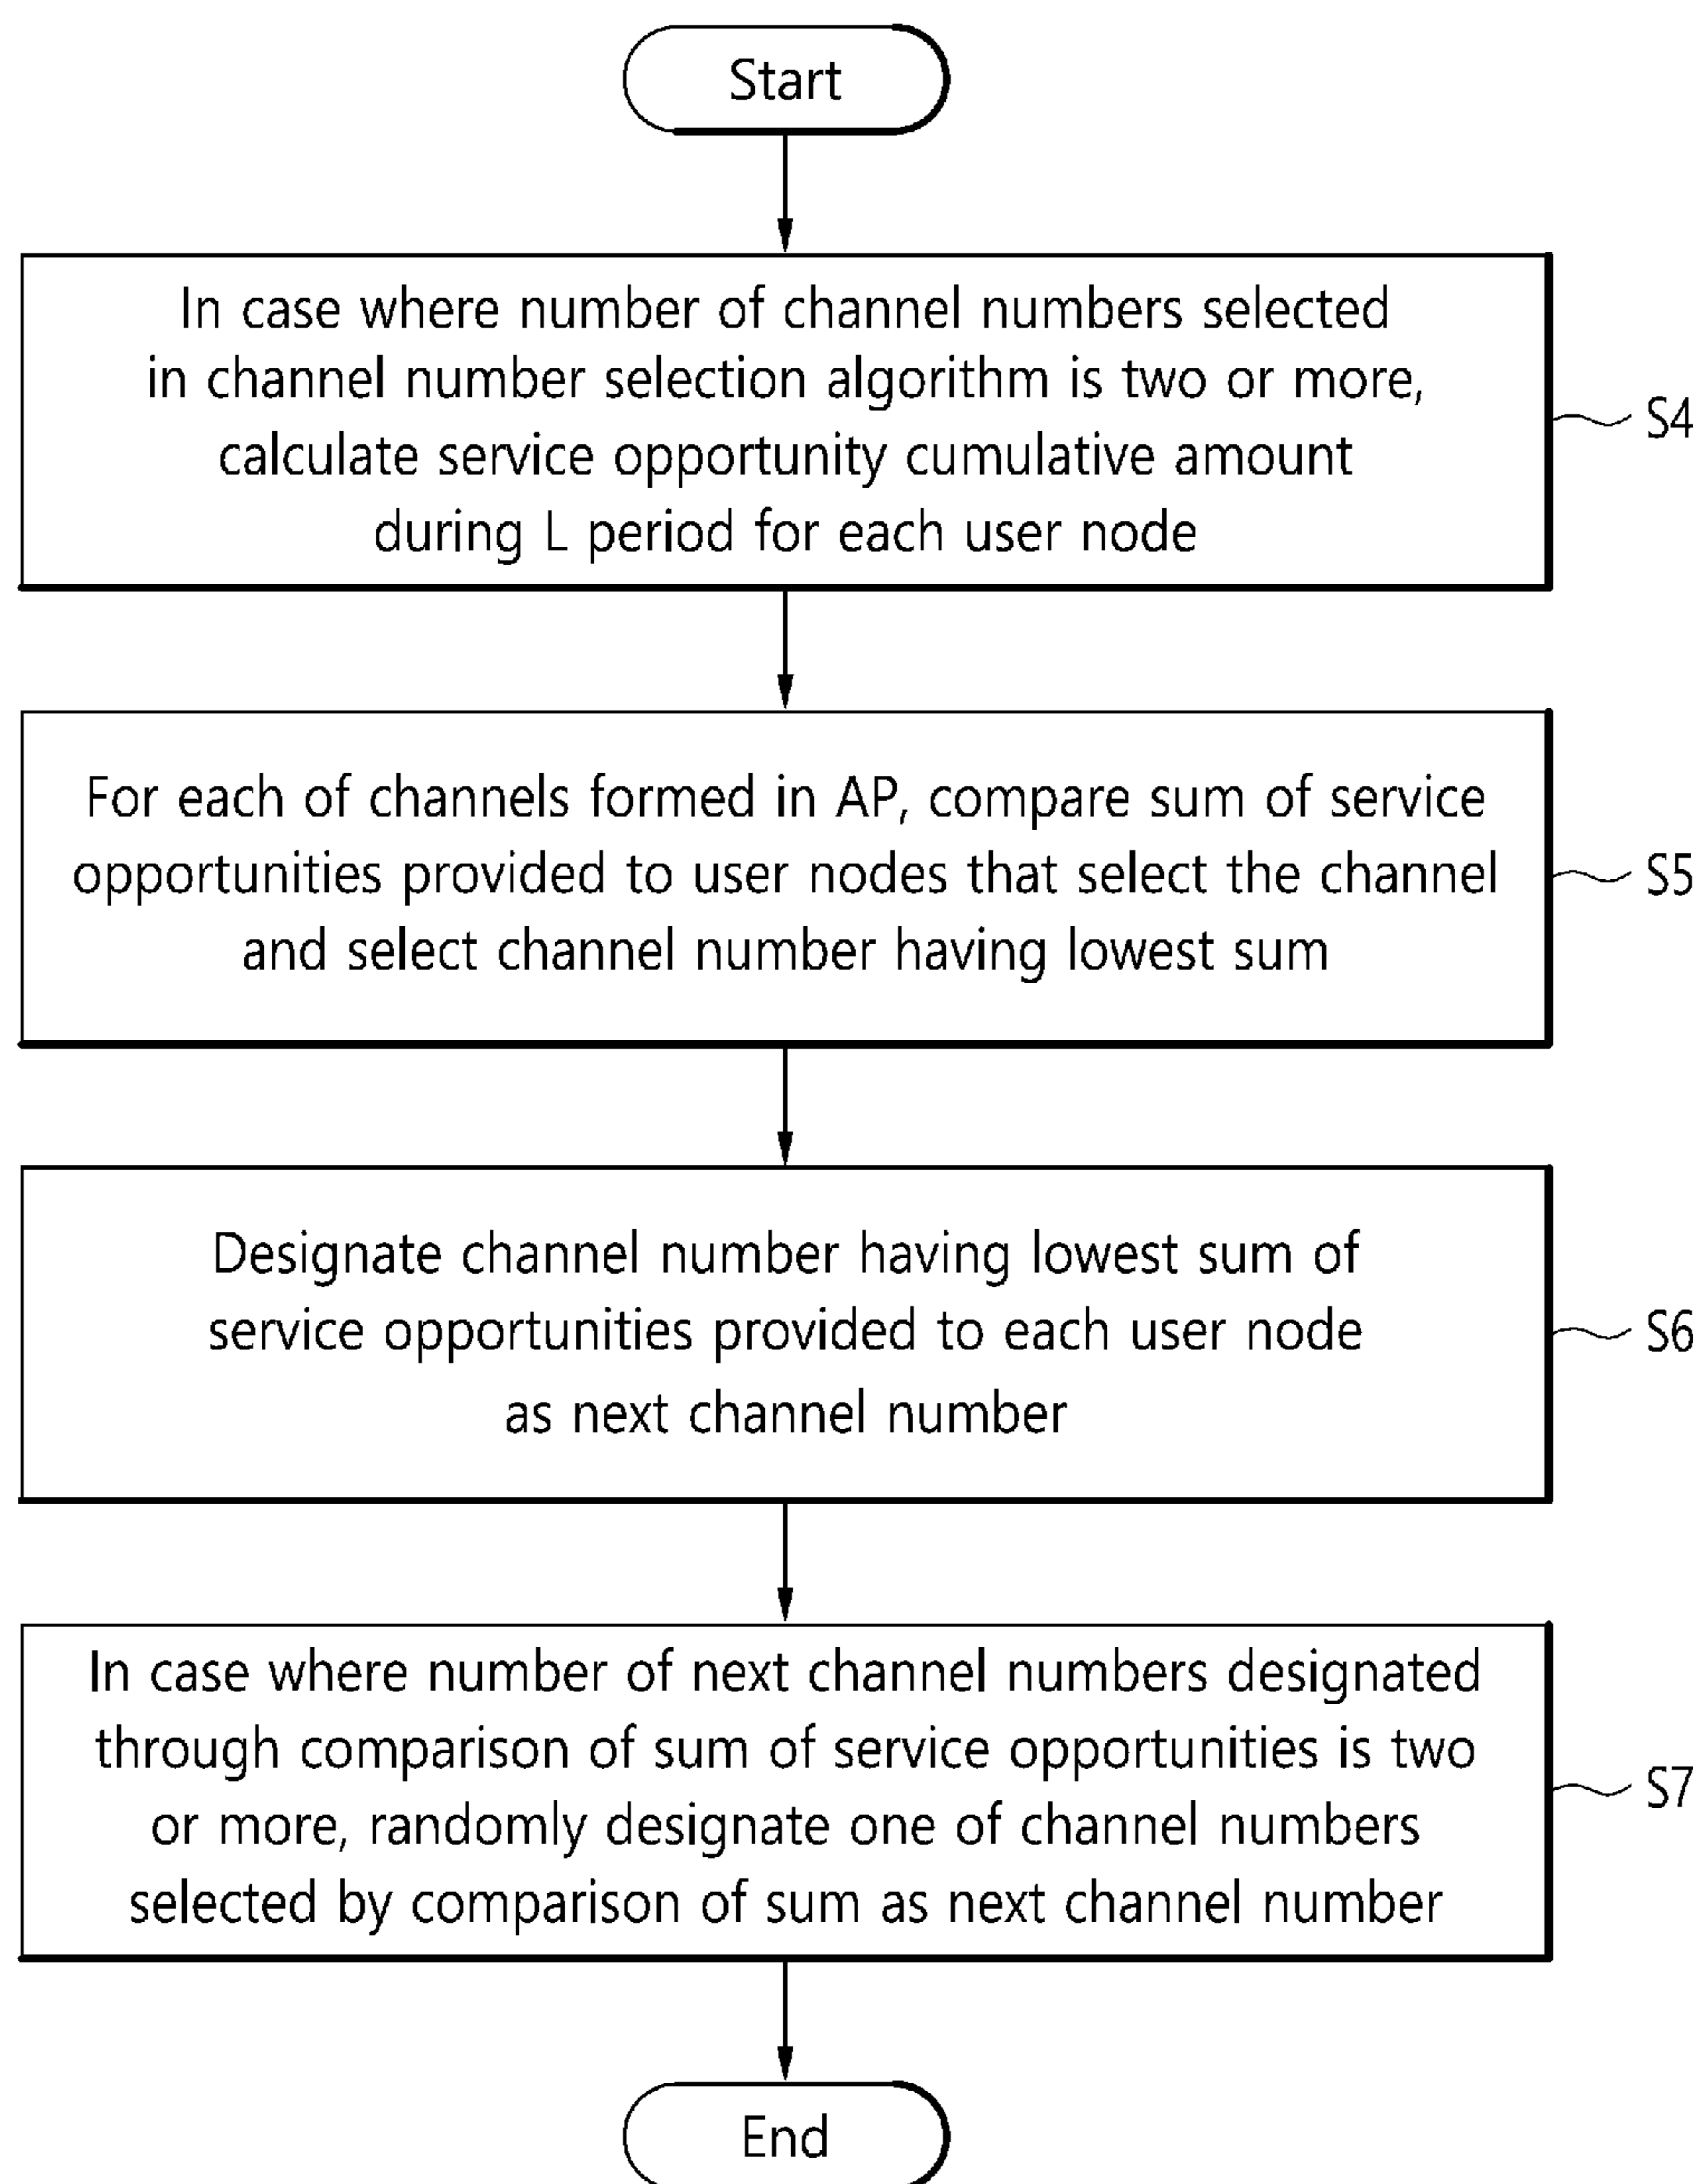 Start
In case where number of channel numbers selected
in channel number selection algorithm is two or more,
calculate service opportunity cumulative amount
during L period for each user node
S4
For each of channels formed in AP, compare sum of service
opportunities provided to user nodes that select the channel
and select channel number having lowest sum
S5
Designate channel number having lowest sum of
service opportunities provided to each user node
as next channel number
S6
In case where number of next channel numbers designated
through comparison of sum of service opportunities is two
or more, randomly designate one of channel numbers
selected by comparison of sum as next channel number
S7
End